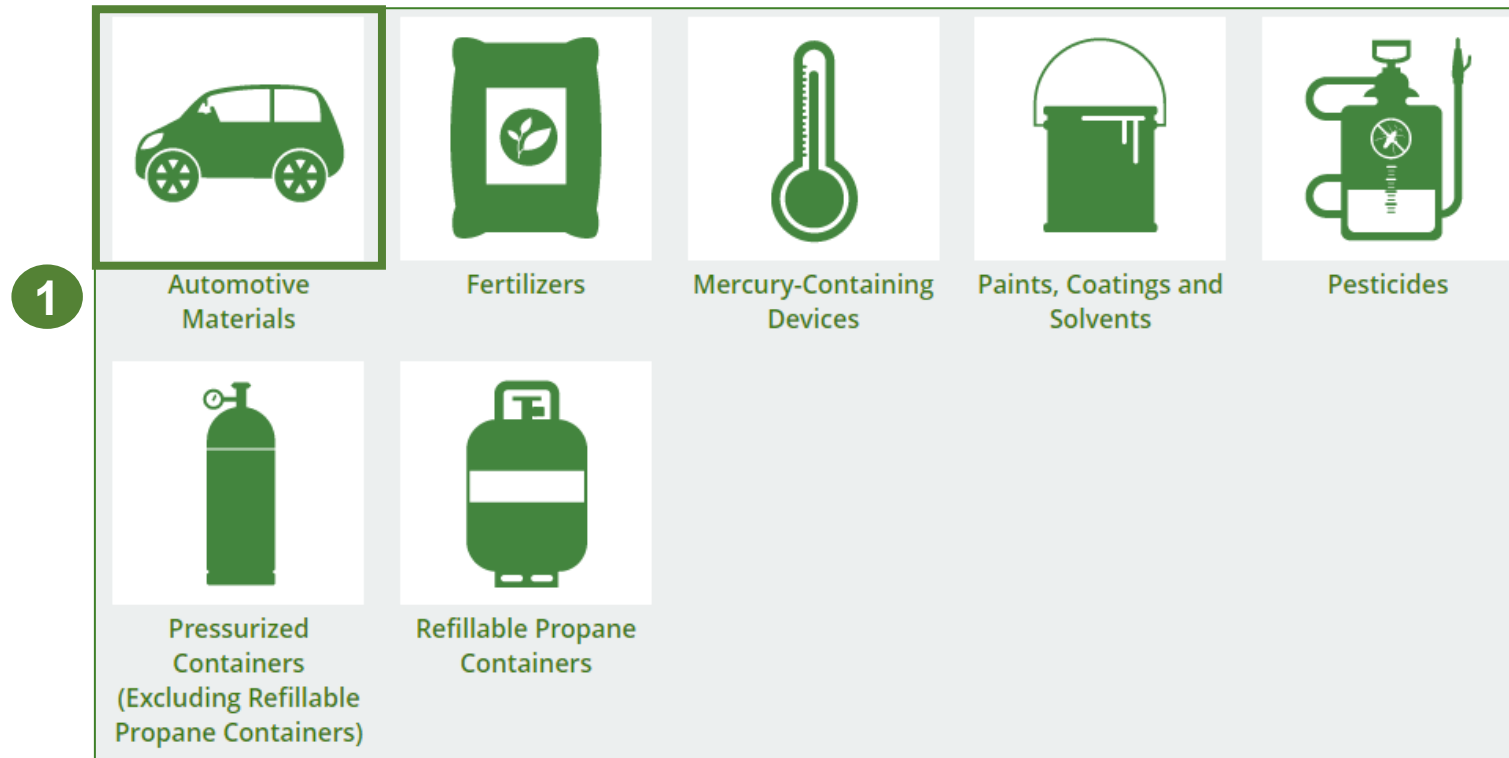 1
Automotive
Materials
Fertilizers
Mercury-Containing
Devices
Paints, Coatings and
Solvents
Pesticides
Pressurized
Containers
(Excluding Refillable
Propane Containers)
Refillable Propane
Containers